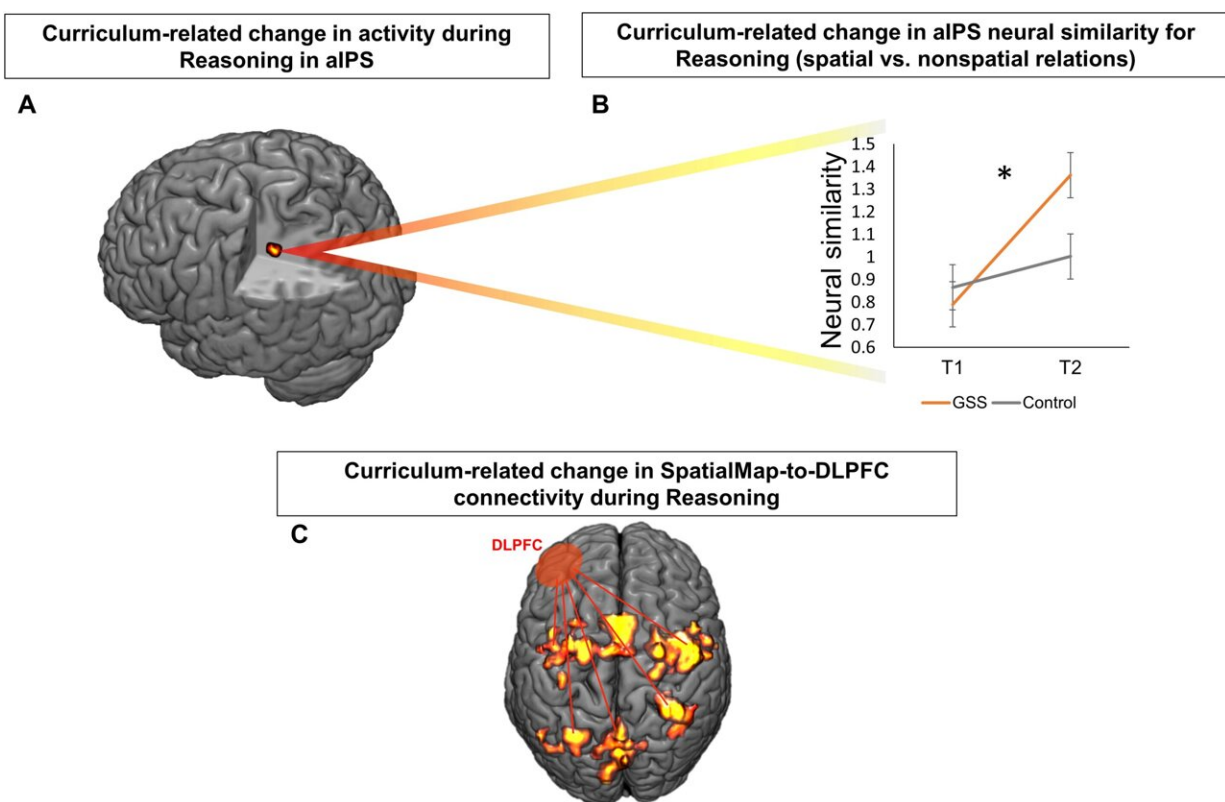 Curriculum-related change in activity during
Reasoning in aIPS
Curriculum-related change in aIPS neural similarity for
Reasoning (spatial vs. nonspatial relations)
A
B
Neural similarity
1.5
1.4
1.3
1.2
1.1
1
0.9
0.8
0.7
0.6
*
T1 T2
GSS Control
Curriculum-related change in SpatialMap-to-DLPFC
connectivity during Reasoning
C
DLPFC